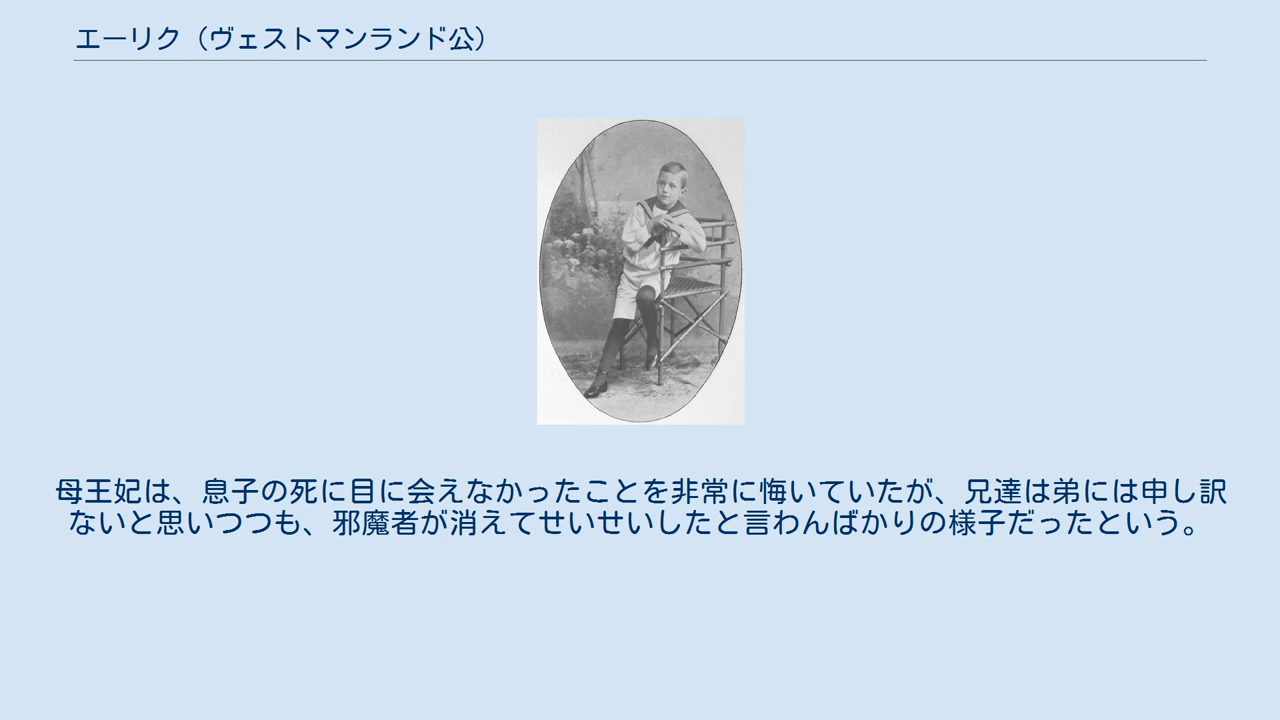 エーリク（ヴェストマンランド公）
母王妃は、息子の死に目に会えなかったことを非常に悔いていたが、兄達は弟には申し訳
ないと思いつつも、邪魔者が消えてせいせいしたと言わんばかりの様子だったという。